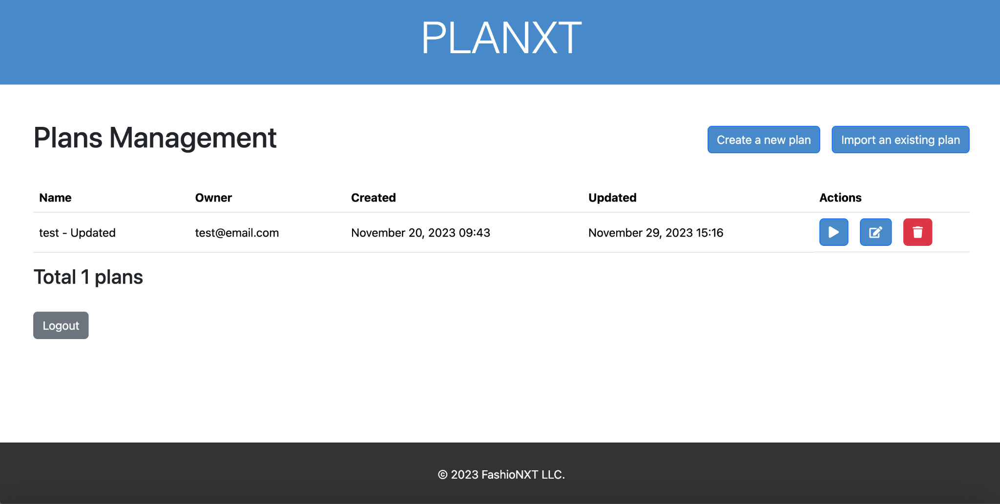 PLANXT
Plans Management
Create a new plan
Import an existing plan
Name Owner Created Updated Actions
test - Updated test@email.com November 20, 2023 09:43 November 29, 2023 15:16
Total 1 plans
Logout
© 2023 FashioNXT LLC.